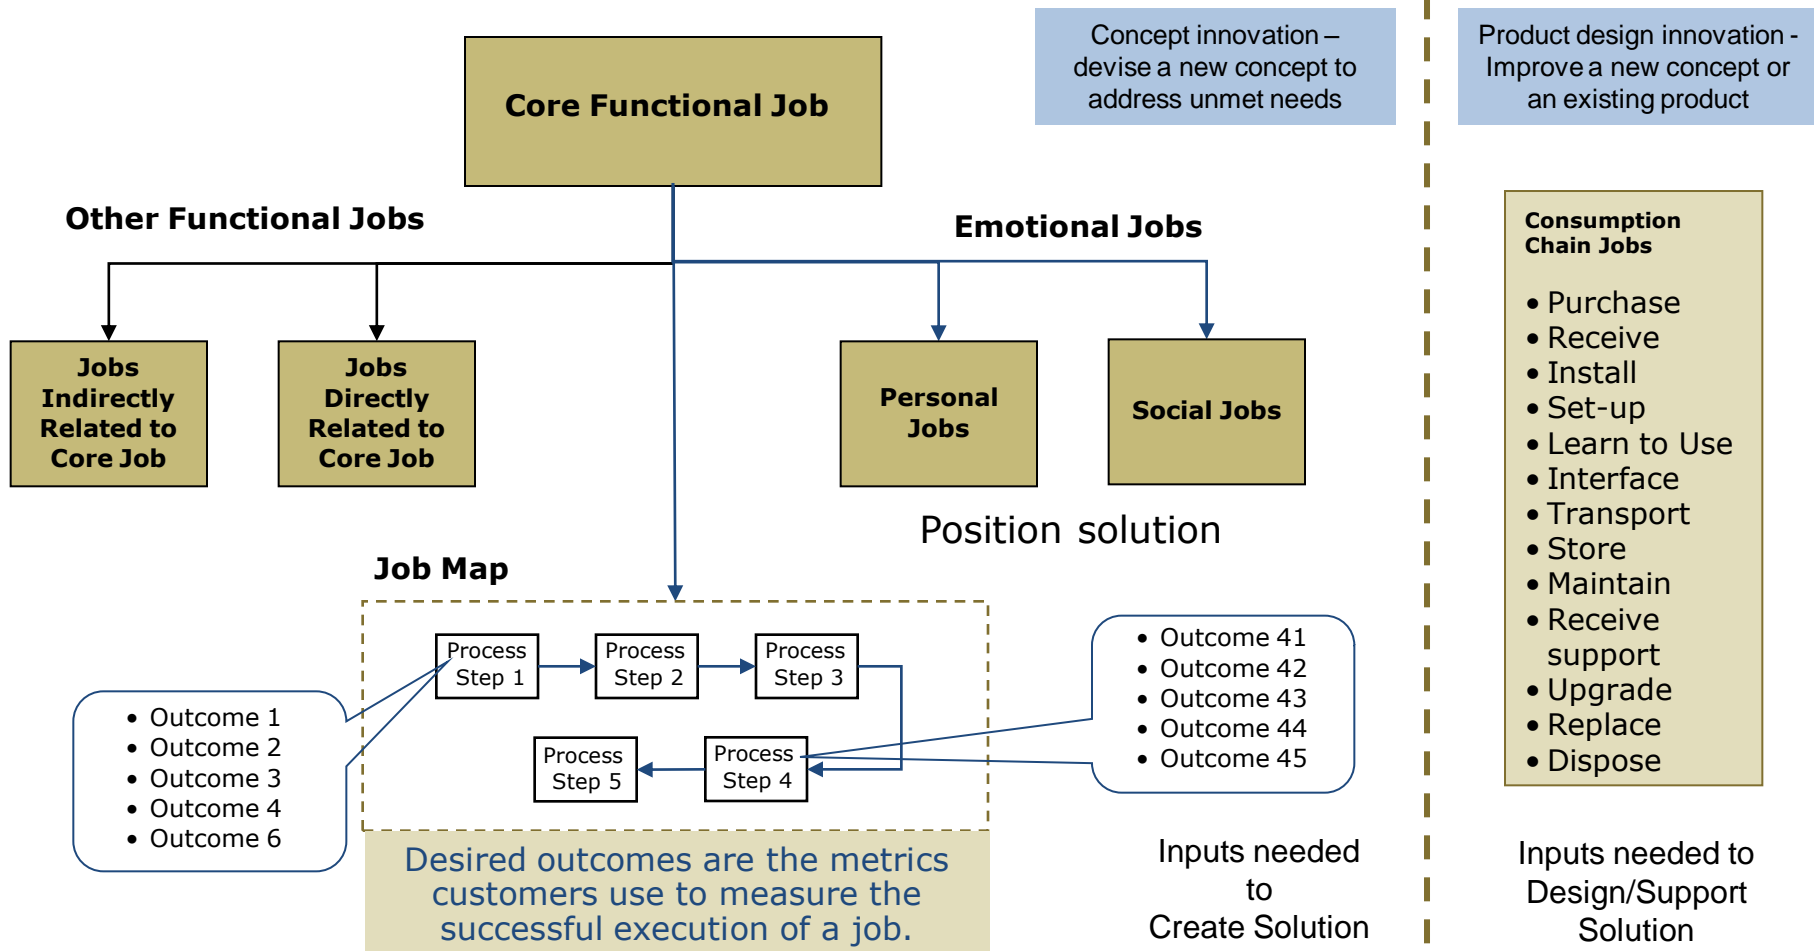 Concept innovation –
devise a new concept to
address unmet needs
Product design innovation -
Improve a new concept or
an existing product
Core Functional Job
Other Functional Jobs
Emotional Jobs
Jobs
Indirectly
Related to
Core Job
Jobs
Directly
Related to
Core Job
Personal
Jobs
Social Jobs
Position solution
Job Map
Process
Step 1
Process
Step 2
Process
Step 3
Process
Step 4
Process
Step 5
• Outcome 1
• Outcome 2
• Outcome 3
• Outcome 4
• Outcome 6
• Outcome 41
• Outcome 42
• Outcome 43
• Outcome 44
• Outcome 45
Desired outcomes are the metrics
customers use to measure the
successful execution of a job.
Inputs needed
to
Create Solution
Consumption
Chain Jobs
• Purchase
• Receive
• Install
• Set-up
• Learn to Use
• Interface
• Transport
• Store
• Maintain
• Receive
support
• Upgrade
• Replace
• Dispose
Inputs needed to
Design/Support
Solution